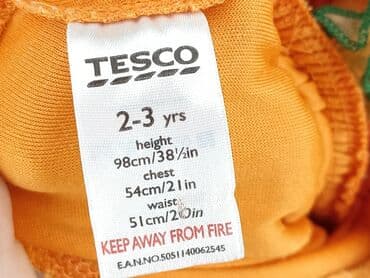 TESCO
2-3 yrs
height
98cm/38½in
chest
54cm/21in
waist
51cm/20in
KEEP AWAY FROM FIRE
E.A.N.NO.5051140062545